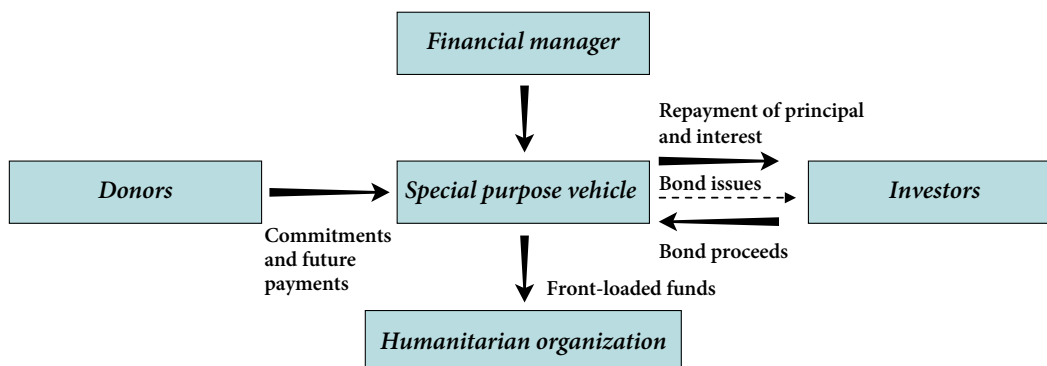 Financial manager
Repayment of principal
and interest
Donors
Special purpose vehicle
Bond issues
Investors
Commitments
and future
payments
Bond proceeds
Front-loaded funds
Humanitarian organization